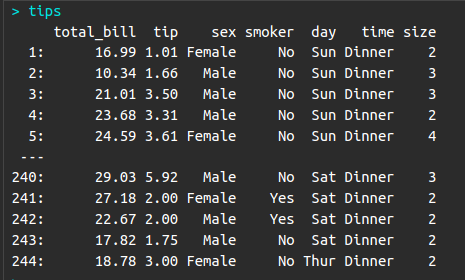 > tips
total_bill tip sex smoker day time size
1: 16.99 1.01 Female No Sun Dinner 2
2: 10.34 1.66 Male No Sun Dinner 3
3: 21.01 3.50 Male No Sun Dinner 3
4: 23.68 3.31 Male No Sun Dinner 2
5: 24.59 3.61 Female No Sun Dinner 4
---
240: 29.03 5.92 Male No Sat Dinner 3
241: 27.18 2.00 Female Yes Sat Dinner 2
242: 22.67 2.00 Male Yes Sat Dinner 2
243: 17.82 1.75 Male No Sat Dinner 2
244: 18.78 3.00 Female No Thur Dinner 2